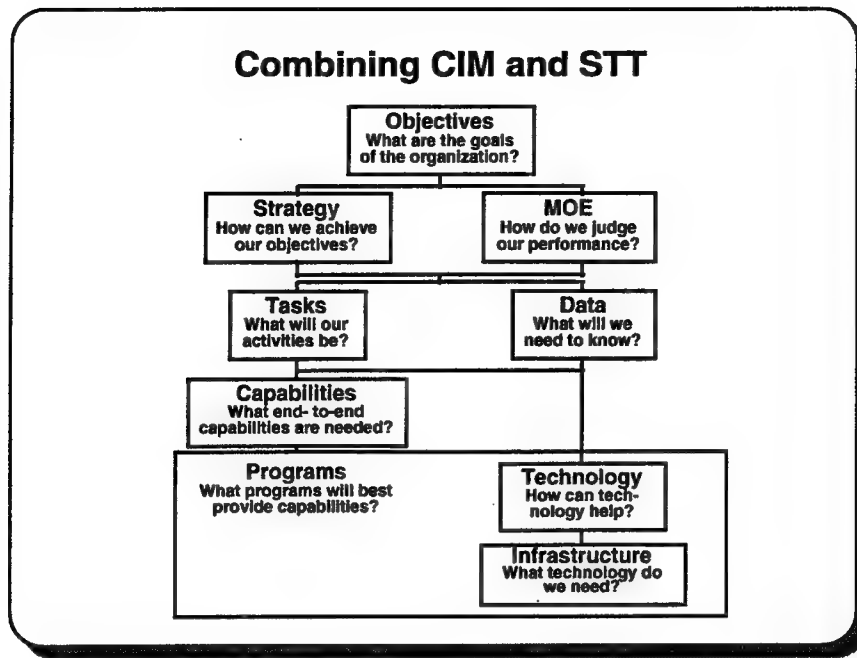 Combining CIM and STT
Objectives
What are the goals
of the organization?
Strategy
How can we achieve
our objectives?
MOE
How do we judge
our performance?
Tasks
What will our
activities be?
Data
What will we
need to know?
Capabilities
What end- to-end
capabilities are needed?
Programs
What programs will best
provide capabilities?
Technology
How can tech-
nology help?
Infrastructure
What technology do
we need?